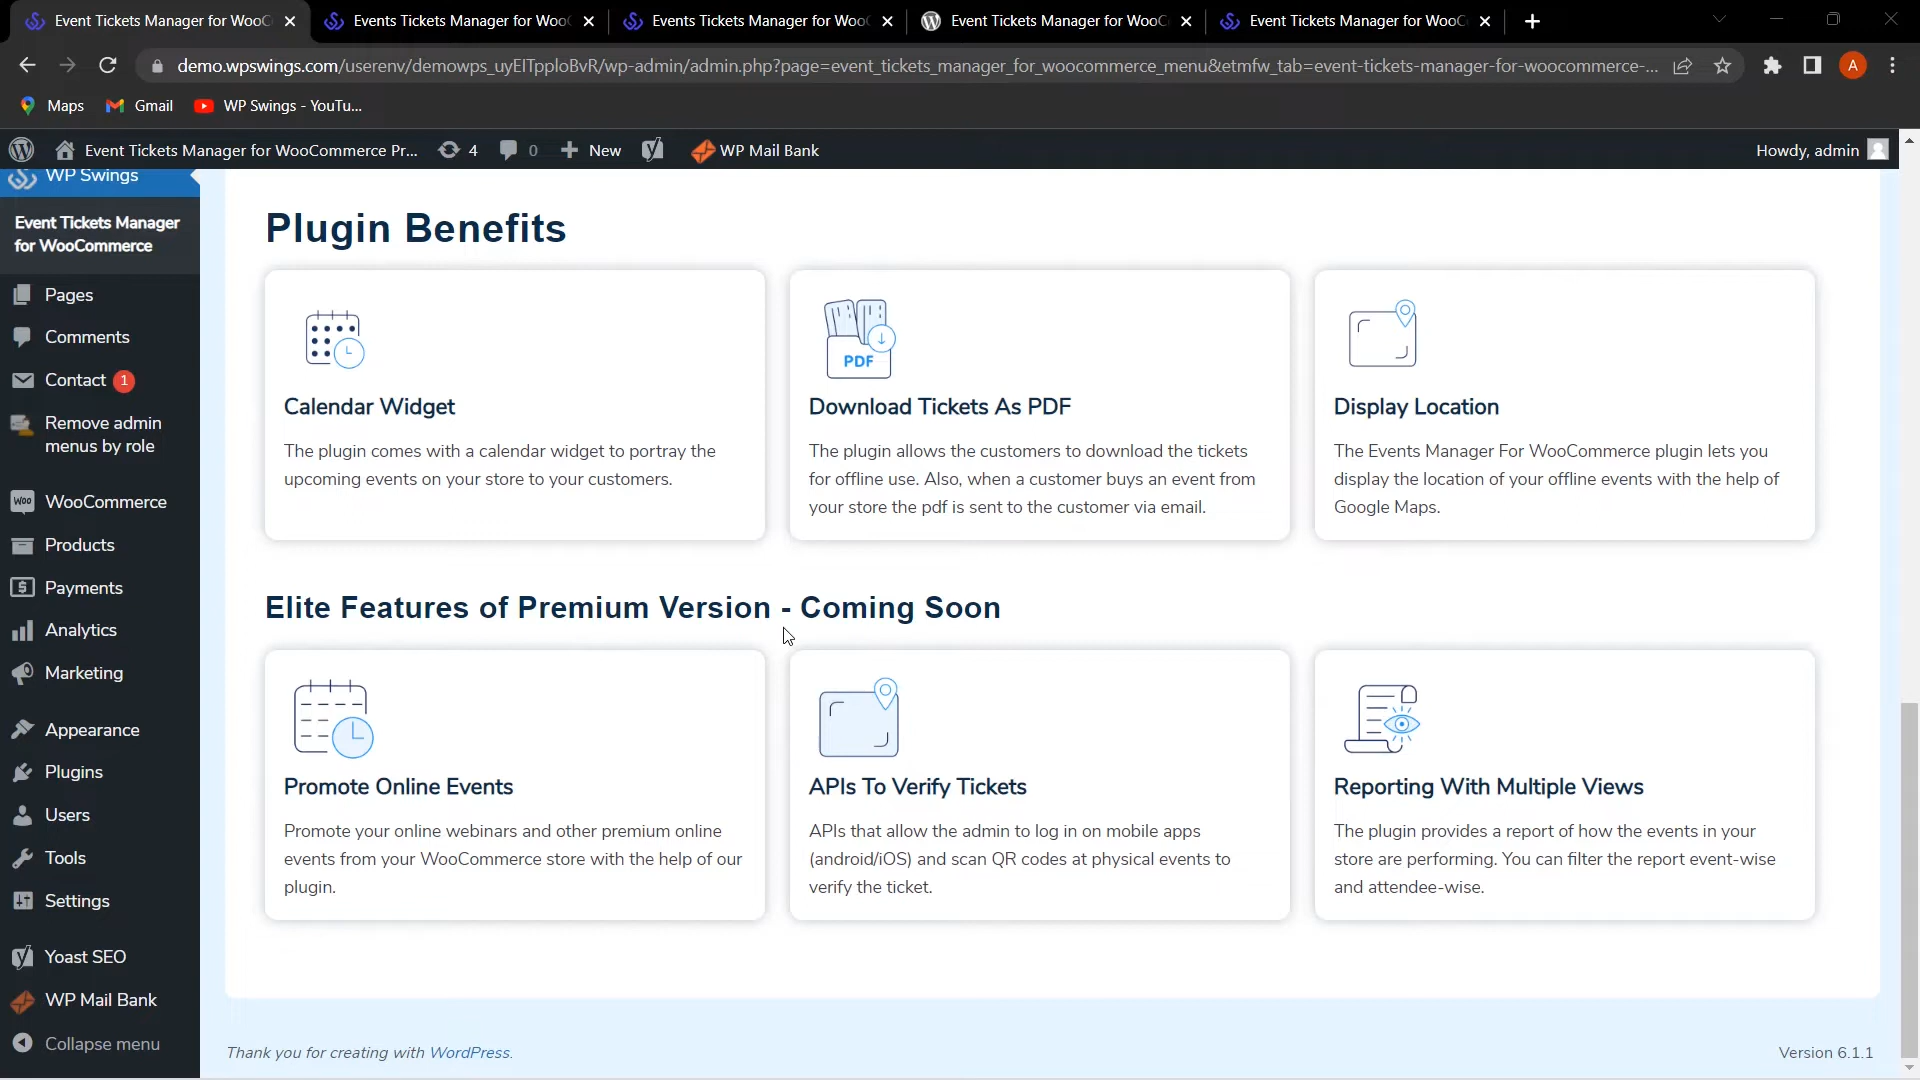 Event Tickets Manager for WooC
Events Tickets Manager for Woo
Events Tickets Manager for Woo
Event Tickets Manager for WooC
Event Tickets Manager for WooC
demo.wpswings.com/userenv/demowps_uyEITpploBvR/wp-admin/admin.php?page=event_tickets_manager_for_woocommerce_menu&etmfw_tab=event-tickets-manager-for-woocommerce-...
A
Maps
Gmail
WP Swings - YouTu...
Event Tickets Manager for WooCommerce Pr...
4
0
New
WP Mail Bank
Howdy, admin
WP Swings
Event Tickets Manager
for WooCommerce
Pages
Comments
Contact 1
Remove admin
menus by role
Woo WooCommerce
Products
Payments
Analytics
Marketing
Appearance
Plugins
Users
Tools
Settings
Yoast SEO
WP Mail Bank
Collapse menu
Plugin Benefits
Calendar Widget
The plugin comes with a calendar widget to portray the
upcoming events on your store to your customers.
PDF
Download Tickets As PDF
The plugin allows the customers to download the tickets
for offline use. Also, when a customer buys an event from
your store the pdf is sent to the customer via email.
Display Location
The Events Manager For WooCommerce plugin lets you
display the location of your offline events with the help of
Google Maps.
Elite Features of Premium Version - Coming Soon
Promote Online Events
Promote your online webinars and other premium online
events from your WooCommerce store with the help of our
plugin.
APIs To Verify Tickets
APIs that allow the admin to log in on mobile apps
(android/iOS) and scan QR codes at physical events to
verify the ticket.
Reporting With Multiple Views
The plugin provides a report of how the events in your
store are performing. You can filter the report event-wise
and attendee-wise.
Thank you for creating with WordPress.
Version 6.1.1